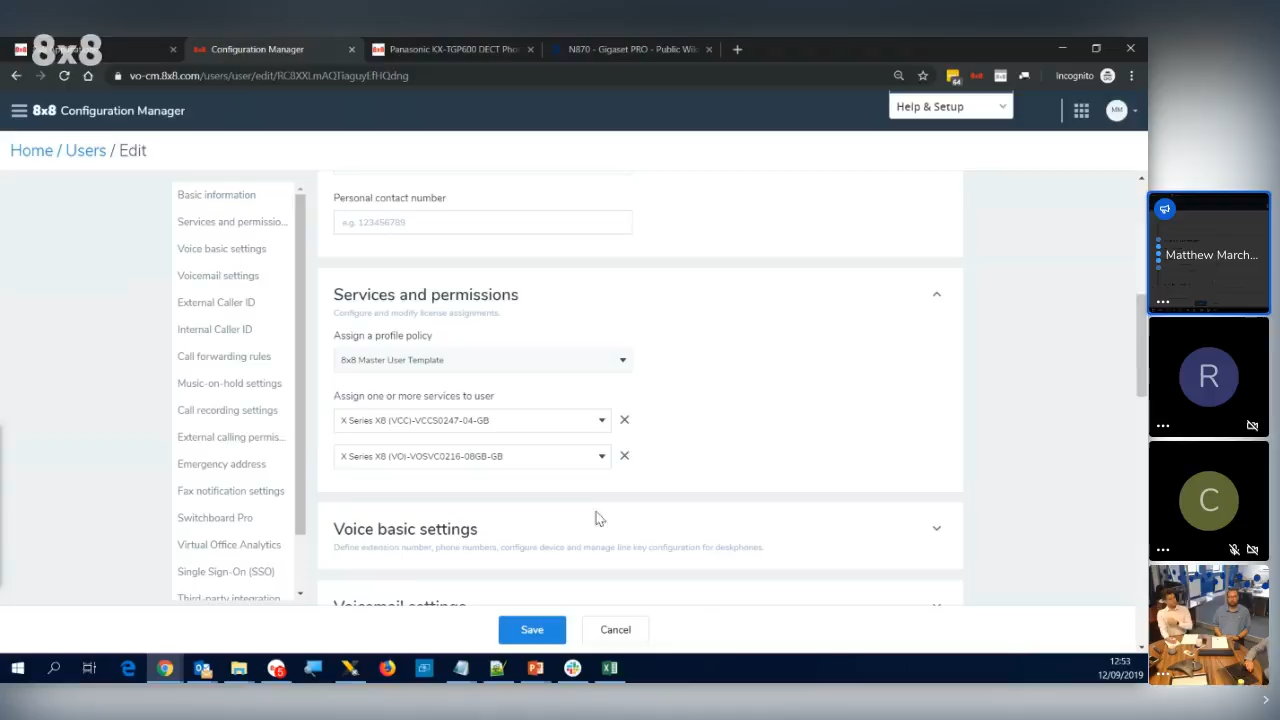 8x8
Configuration Manager
Panasonic KX-TGP600 DECT Pho
N870 - Gigaset PRO - Public Wik
vo-cm.8x8.com/users/user/edit/RC8XXLmAQTiaguyEfHQdng
64
Incognito
8x8 Configuration Manager
Help & Setup
MM
Home / Users / Edit
Basic information
Services and permissio...
Voice basic settings
Voicemail settings
External Caller ID
Internal Caller ID
Call forwarding rules
Music-on-hold settings
Call recording settings
External calling permis...
Emergency address
Fax notification settings
Switchboard Pro
Virtual Office Analytics
Single Sign-On (SSO)
Third-party integration
Personal contact number
e.g. 123456789
Services and permissions
Configure and modify license assignments.
Assign a profile policy
8x8 Master User Template
Assign one or more services to user
X Series X8 (VCC)-VCCS0247-04-GB
X Series X8 (VO)-VOSVC0216-08GB-GB
Voice basic settings
Define extension number, phone numbers, configure device and manage line key configuration for deskphones.
Voicemail settings
Save
Cancel
12:53
12/09/2019
Matthew March...
R
C